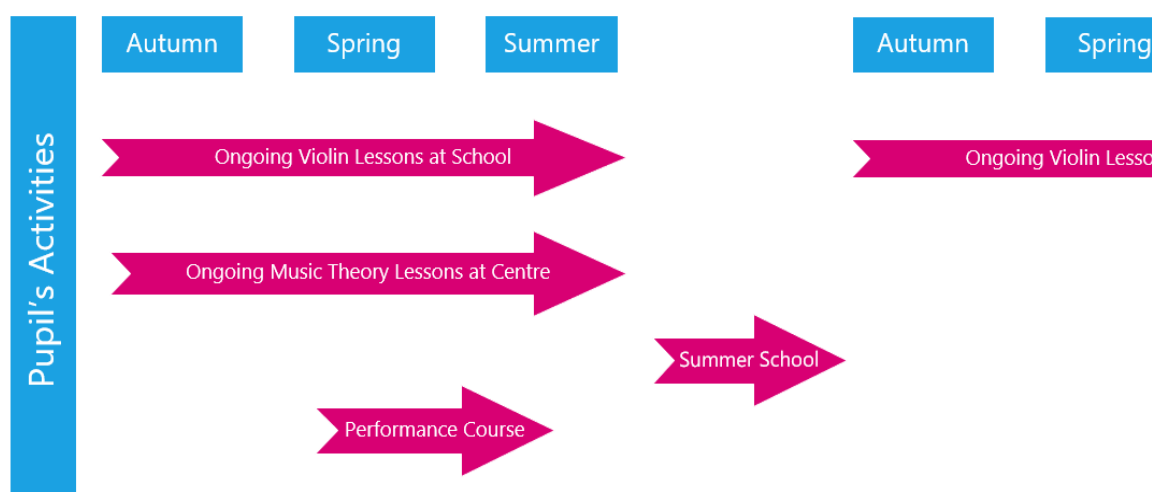 Pupil's Activities
Autumn
Spring
Summer
Autumn
Spring
Ongoing Violin Lessons at School
Ongoing Violin
Ongoing Music Theory Lessons at Centre
Summer School
Performance Course